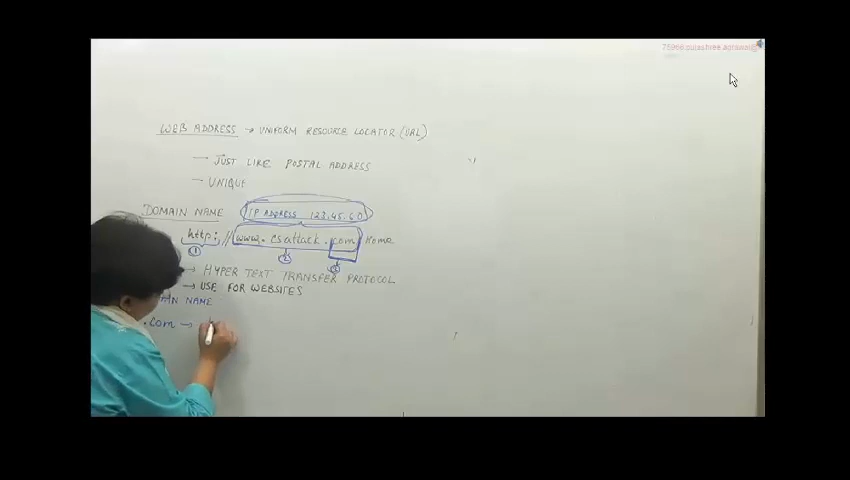 WEB ADDRESS → UNIFORM RESOURCE LOCATOR (URL)
— JUST LIKE POSTAL ADDRESS
— UNIQUE
DOMAIN NAME IP ADDRESS 123.45.6.0
http: // www.csattack.com /Home
① ② ③
→ HYPER TEXT TRANSFER PROTOCOL
→ USE FOR WEBSITES
NAME
.com →